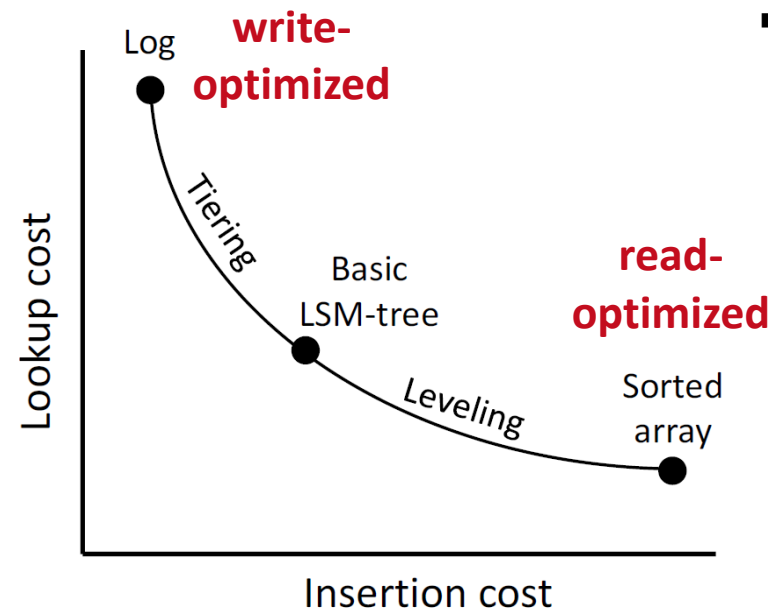 Log
write-
optimized
Tiering
Basic
LSM-tree
read-
optimized
Leveling
Sorted
array
Lookup cost
Insertion cost